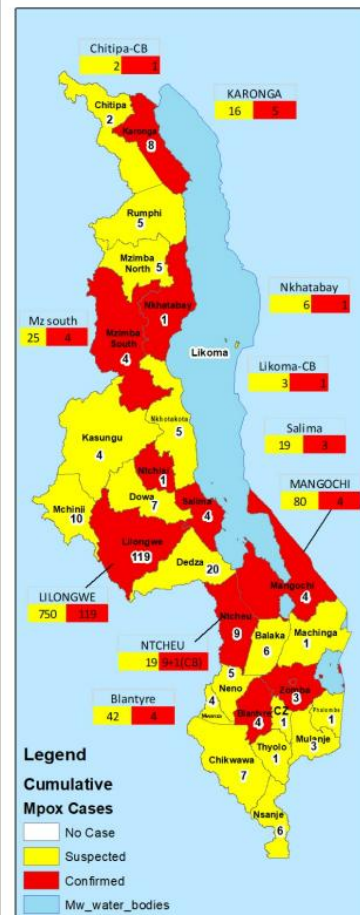 Chitipa-CB
2 1
KARONGA
16 5
Chitipa
2
Karonga
8
Rumphi
5
Mzimba
North 5
Nkhatabay
1
Nkhatabay
6 1
Mz south
25 4
Mzimba
South
4
Likoma
Likoma-CB
3 1
Salima
19 3
Kasungu
4
Nkhotakota
5
Ntchisi
1
Dowa
7
Mchinji
10
Salima
4
MANGOCHI
80 4
Lilongwe
119
Dedza 20
Mangochi
4
LILONGWE
750 119
NTCHEU
19 9+1(CB)
Ntcheu
9
Balaka
6
Machinga
1
Blantyre
42 4
5
Neno
4
Mwanza
Blantyre
4
Zomba
3
CZ
1
Phalombe
1
Mulanje
3
Thyolo
1
Chikwawa
7
Nsanje
6
Legend
Cumulative
Mpox Cases
No Case
Suspected
Confirmed
Mw_water_bodies